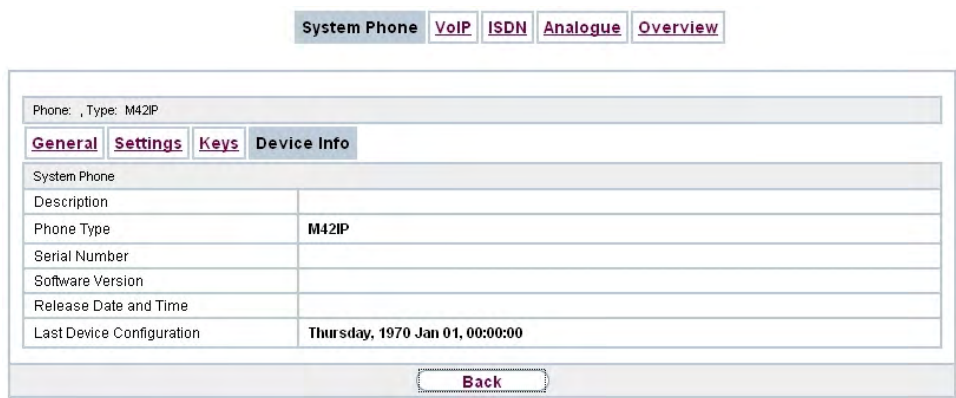 System Phone VoIP ISDN Analogue Overview
Phone: , Type: M42IP
General Settings Keys Device Info
System Phone
Description
Phone Type M42IP
Serial Number
Software Version
Release Date and Time
Last Device Configuration Thursday, 1970 Jan 01, 00:00:00
Back